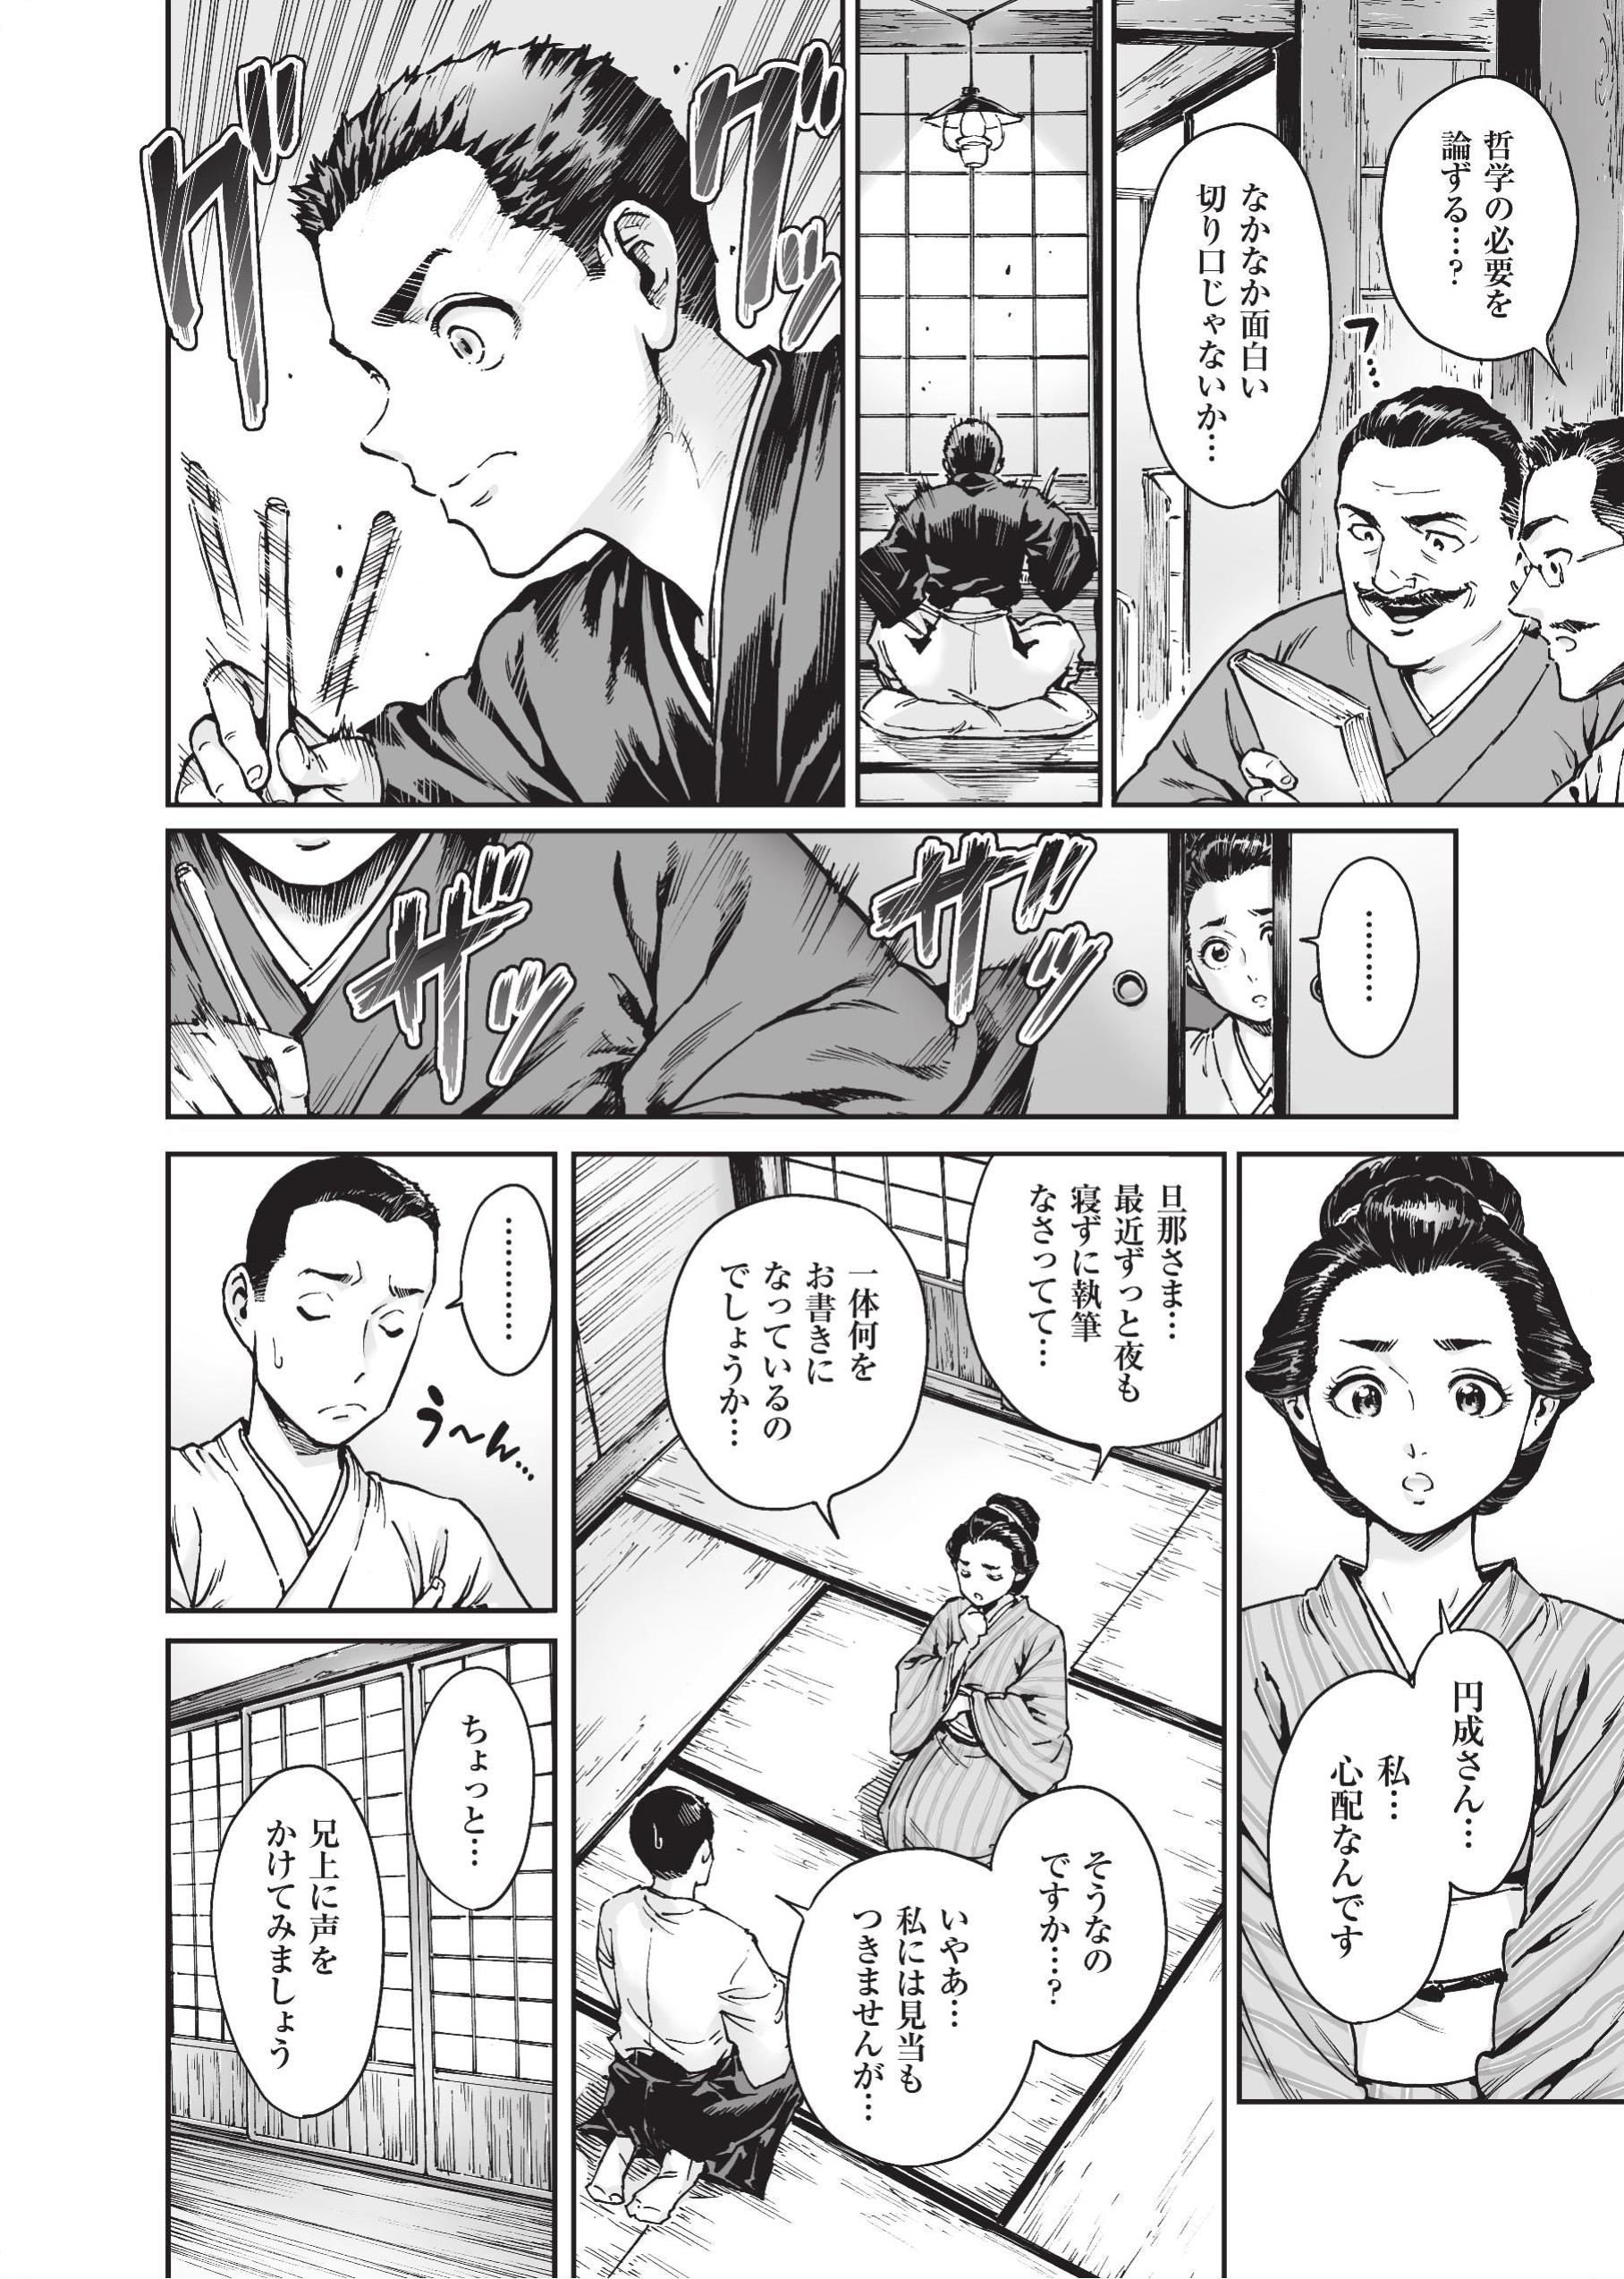 哲学の必要を
論ずる…?
フ…
なかなか面白い
切り口じゃないか…
グッ
グッ
………
ザッ
ザッ
円成さん…
私…
心配なんです
旦那さま…
最近ずっと夜も
寝ずに執筆
なさってて…
一体何を
お書きに
なっているの
でしょうか…
そうなの
ですか…?
いやあ…
私には見当も
つきませんが…
…………
う〜ん…
ちょっと…
兄上に声を
かけてみましょう